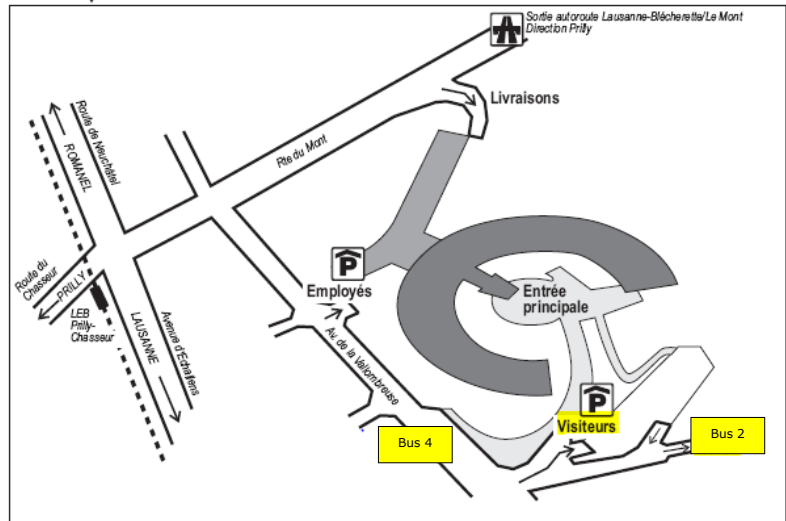 Sortie autoroute Lausanne-Blécherette/Le Mont
Direction Prilly
Livraisons
Route de Neuchâtel
ROMANEL
Rte du Mont
Route du
Chasseur
PRILLY
P
Employés
Entrée
principale
LEB
Prilly-
Chasseur
LAUSANNE
Avenue d'Echallens
Av. de la Vallombreuse
P
Visiteurs
Bus 4
Bus 2